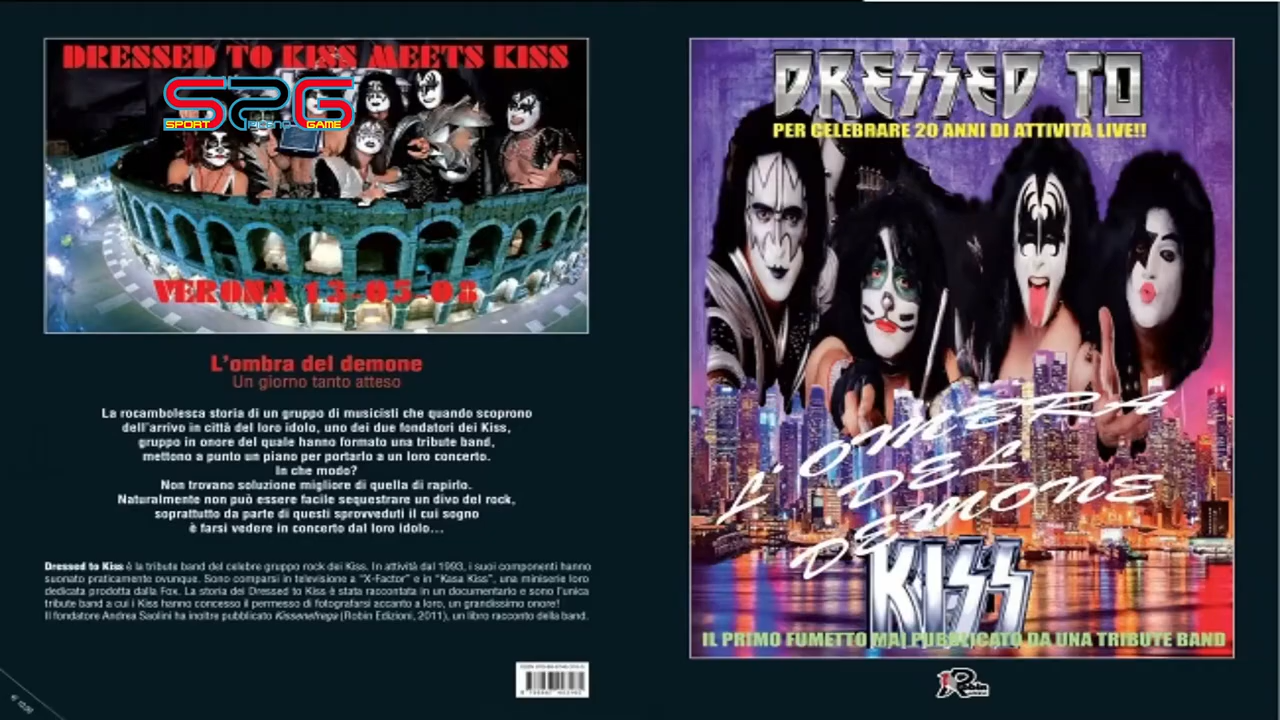 DRESSED TO KISS MEETS KISS
S2G
SPORT GAME
VERONA 13-05-08
L'ombra del demone
Un giorno tanto atteso
La rocambolesca storia di un gruppo di musicisti che quando scoprono
dell'arrivo in città del loro idolo, uno dei due fondatori dei Kiss,
gruppo in onore del quale hanno formato una tribute band,
mettono a punto un piano per portarlo a un loro concerto.
In che modo?
Non trovano soluzione migliore di quella di rapirlo.
Naturalmente non può essere facile sequestrare un divo del rock,
soprattutto da parte di questi sprovveduti il cui sogno
è farsi vedere in concerto dal loro idolo...
Dressed to Kiss è la tribute band del celebre gruppo rock dei Kiss. In attività dal 1993, i suoi componenti hanno
suonato praticamente ovunque. Sono comparsi in televisione a "X-Factor" e in "Kasa Kiss", una miniserie loro
dedicata prodotta dalla Fox. La storia dei Dressed to Kiss è stata raccontata in un documentario e sono l'unica
tribute band a cui i Kiss hanno concesso il permesso di fotografarsi accanto a loro, un grandissimo onore!
Il fondatore Andrea Saolini ha inoltre pubblicato Kissenefrega (Robin Edizioni, 2011), un libro racconto della band.
DRESSED TO
PER CELEBRARE 20 ANNI DI ATTIVITÀ LIVE!!
L'OMBRA
DEL
DEMONE
KISS
IL PRIMO FUMETTO MAI PUBBLICATO DA UNA TRIBUTE BAND
Robin